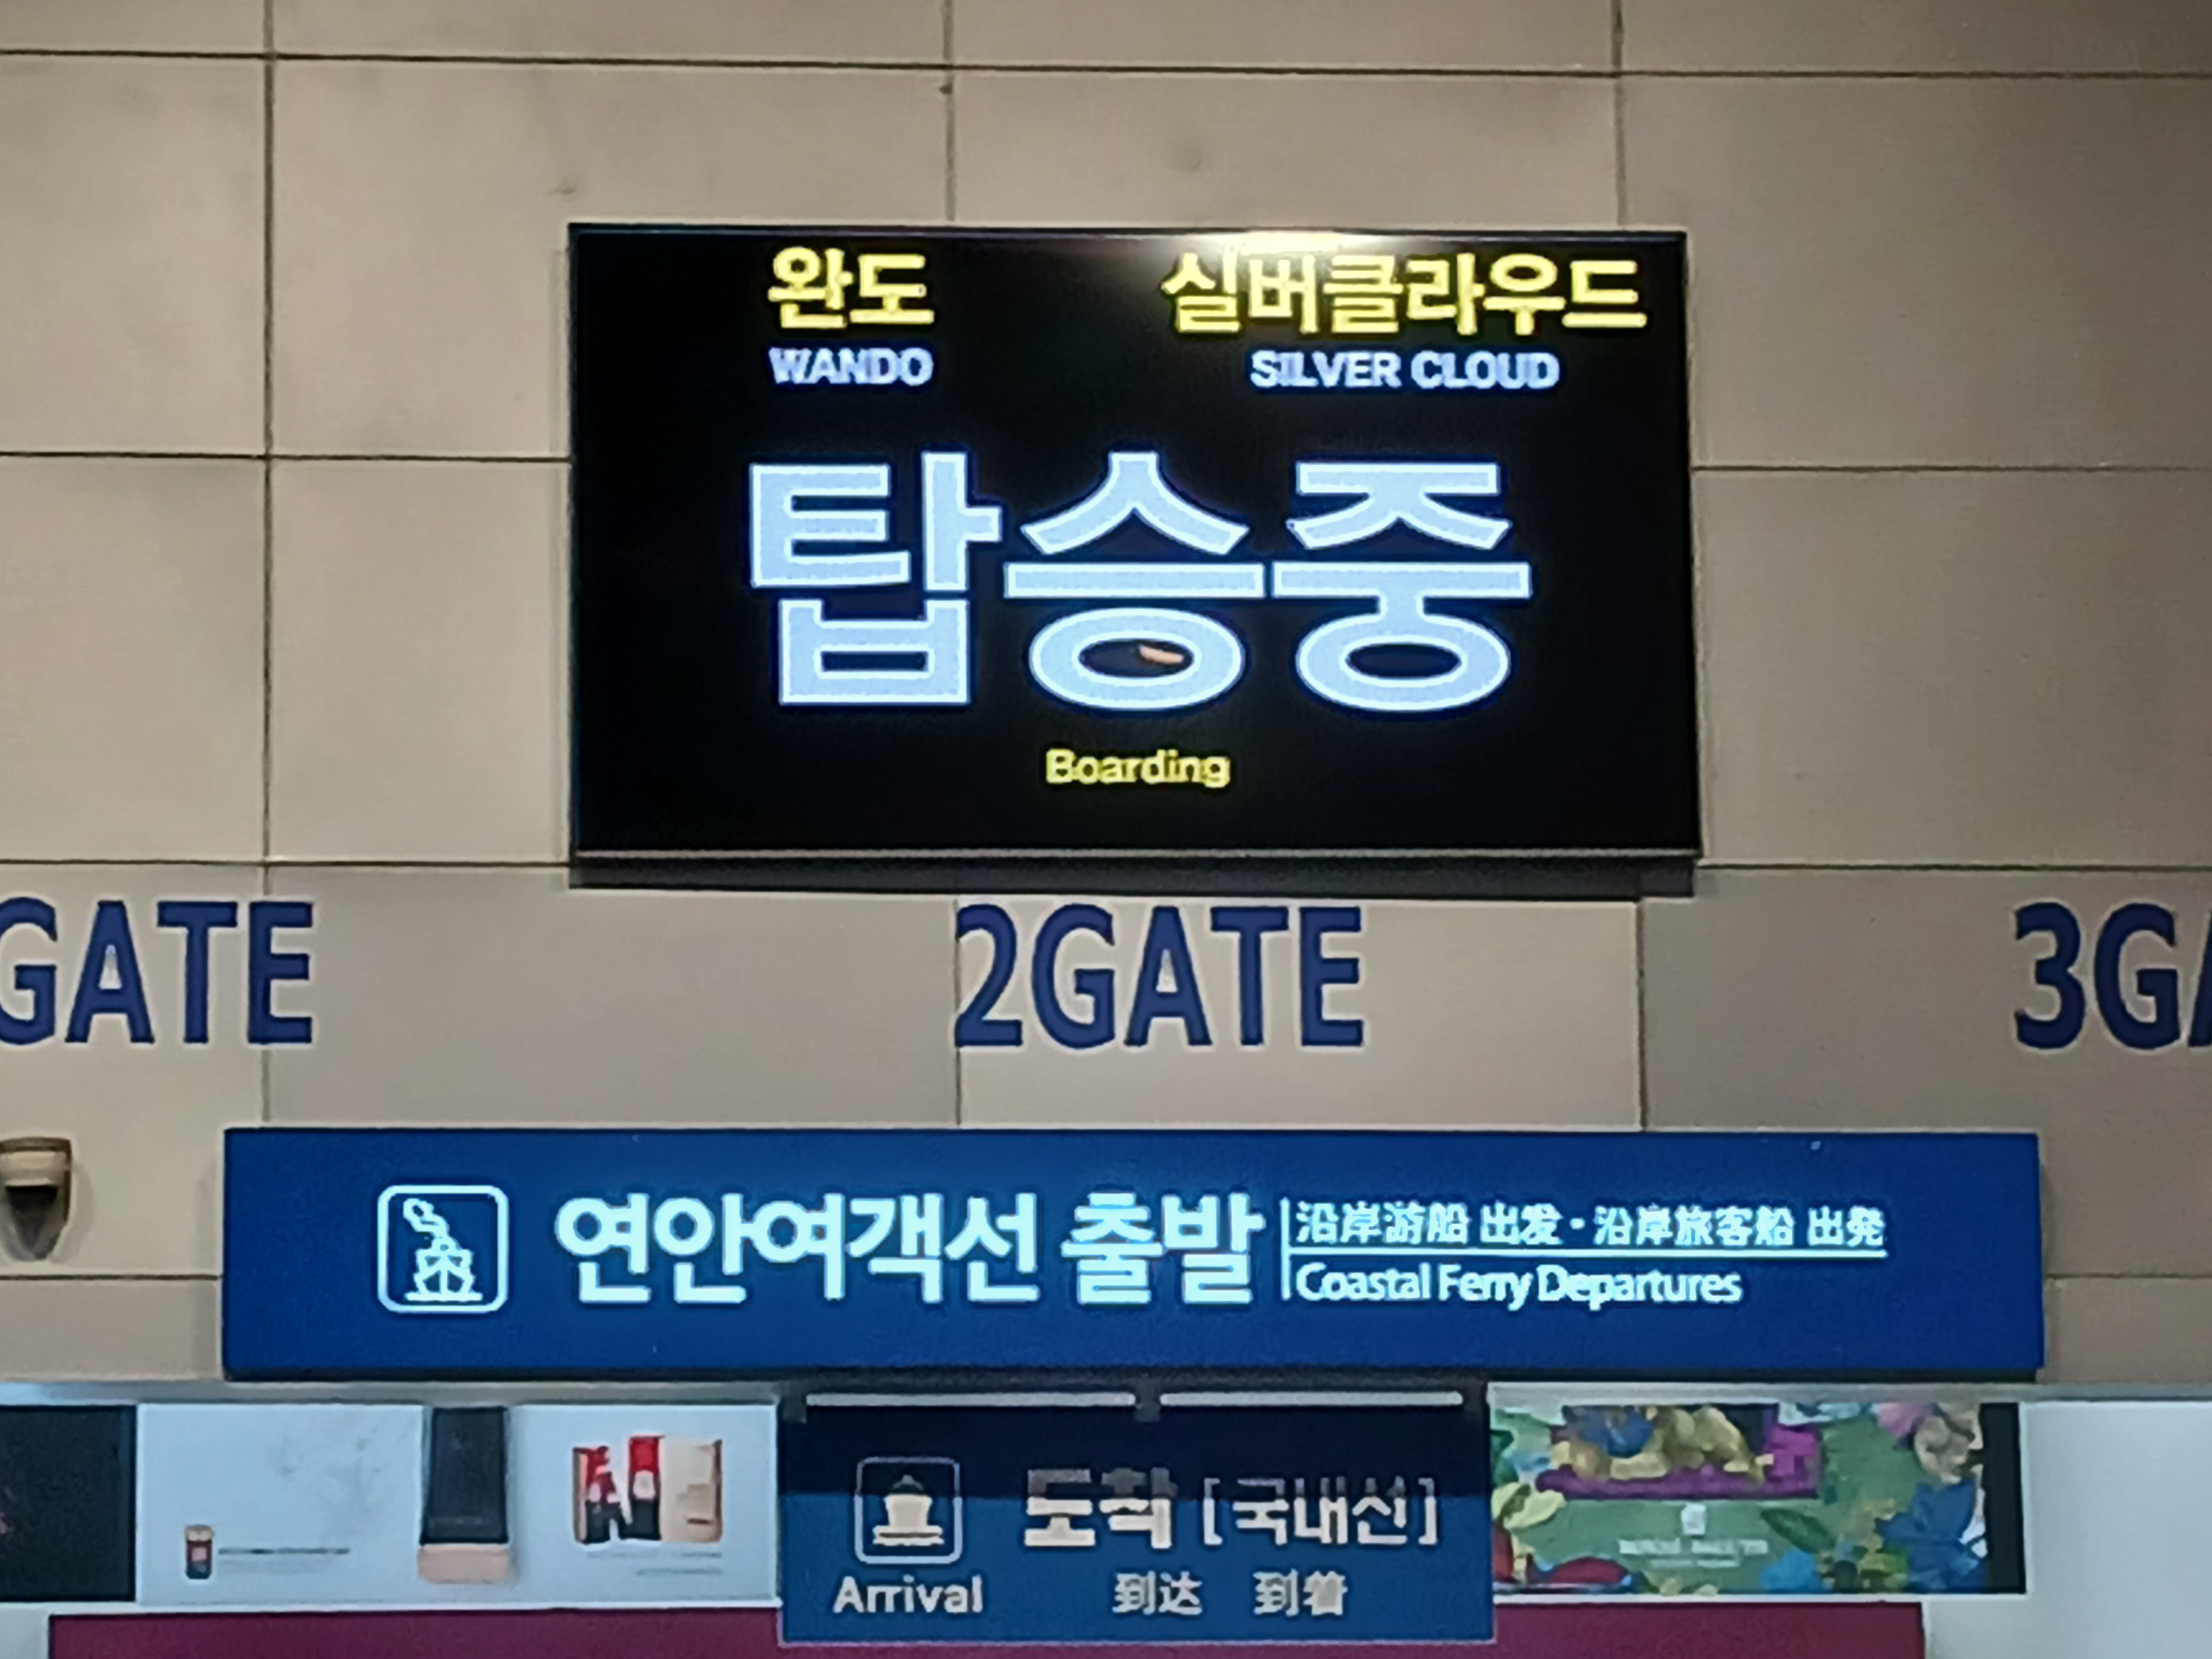 완도 실버클라우드
WANDO SILVER CLOUD
탑승중
Boarding
GATE 2GATE 3GA
연안여객선 출발 沿岸游船 出发·沿岸旅客船 出発
Coastal Ferry Departures
도착 [국내선]
Arrival 到达 到着